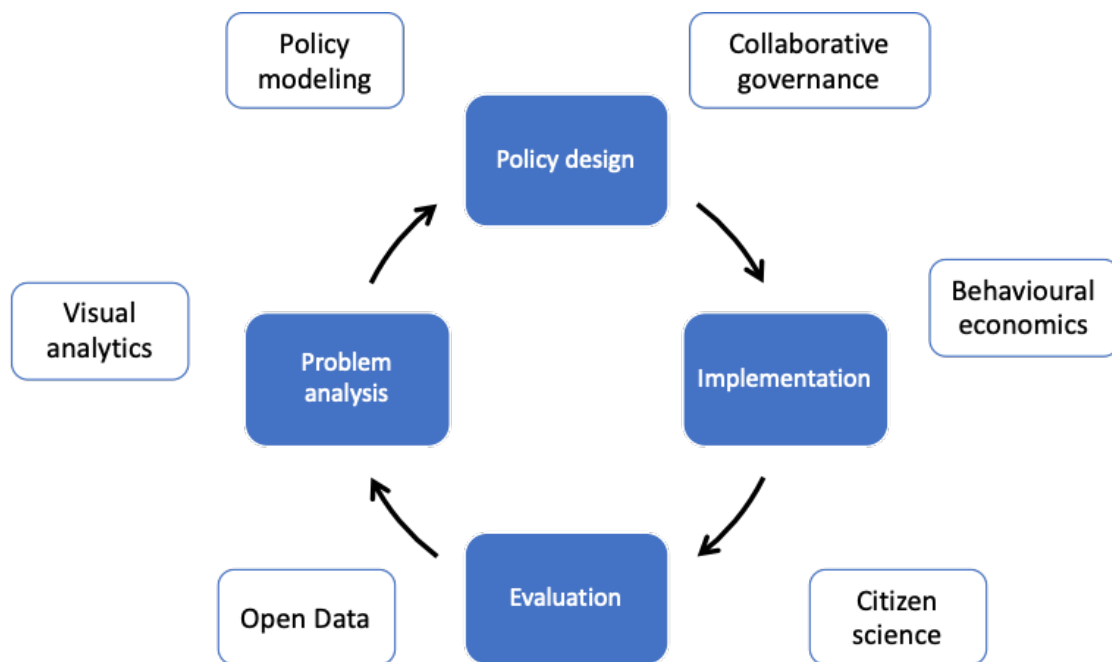 Policy
modeling
Collaborative
governance
Policy design
Visual
analytics
Behavioural
economics
Problem
analysis
Implementation
Open Data
Evaluation
Citizen
science